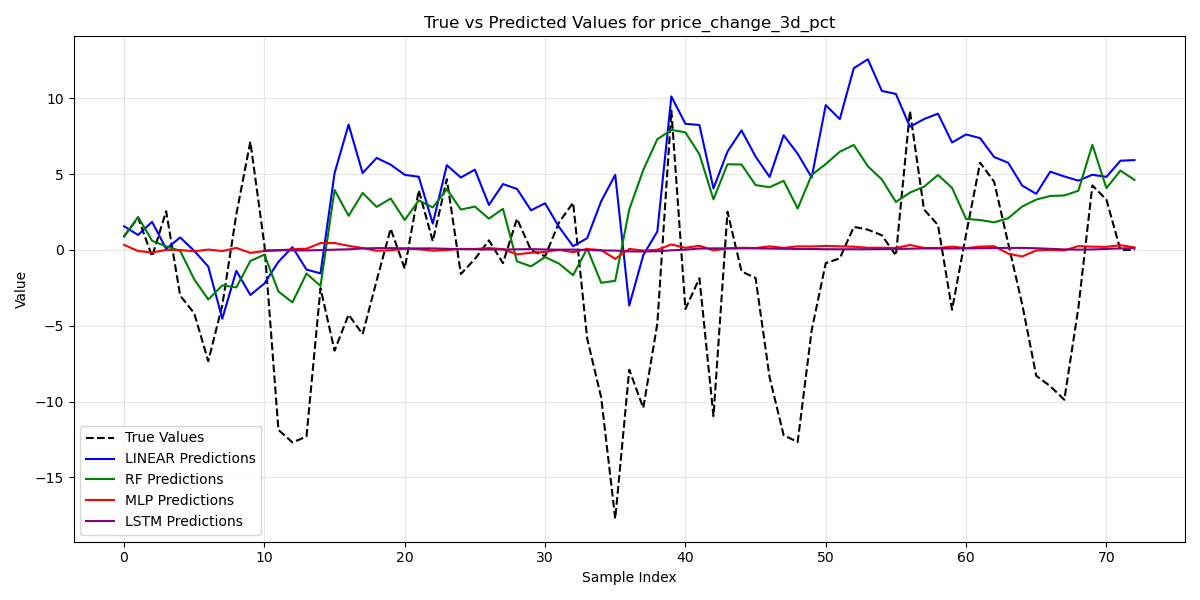 True vs Predicted Values for price_change_3d_pct
Value
10
5
0
−5
−10
−15
True Values
LINEAR Predictions
RF Predictions
MLP Predictions
LSTM Predictions
0 10 20 30 40 50 60 70
Sample Index